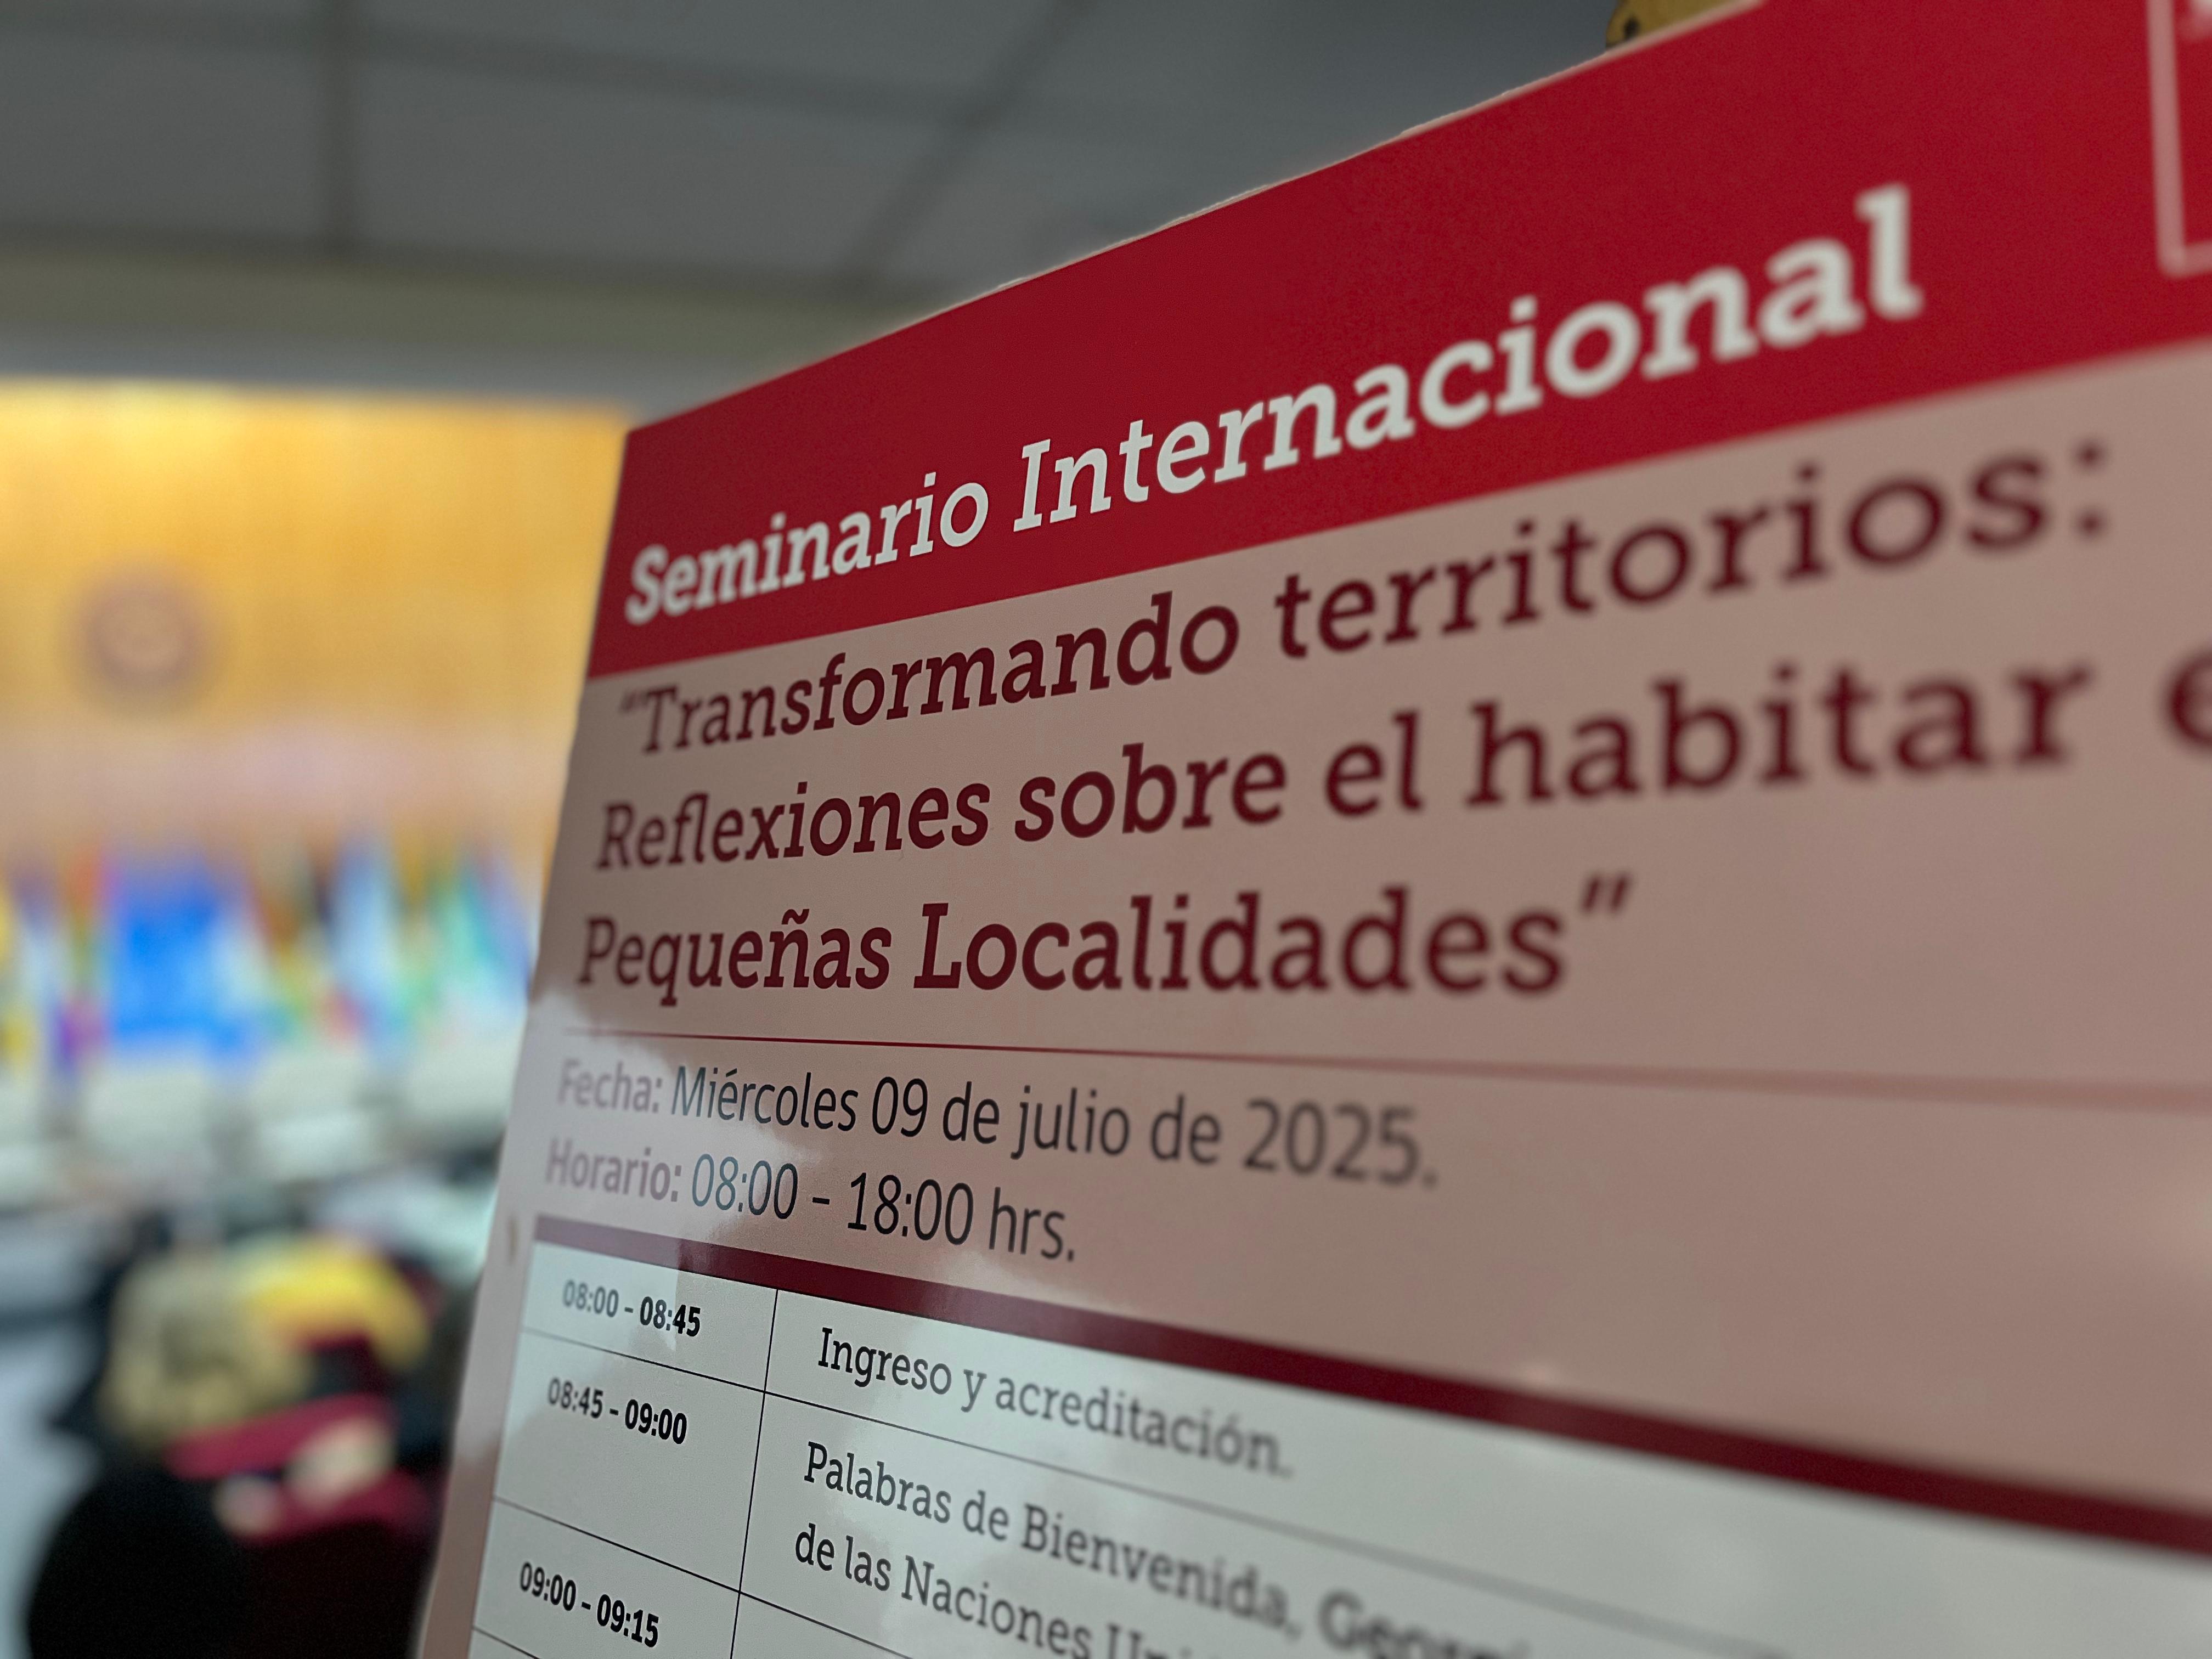 Seminario Internacional
“Transformando territorios:
Reflexiones sobre el habitar
Pequeñas Localidades”
Fecha: Miércoles 09 de julio de 2025.
Horario: 08:00 - 18:00 hrs.
08:00 - 08:45 Ingreso y acreditación.
08:45 - 09:00 Palabras de Bienvenida,
de las Naciones
09:00 - 09:15